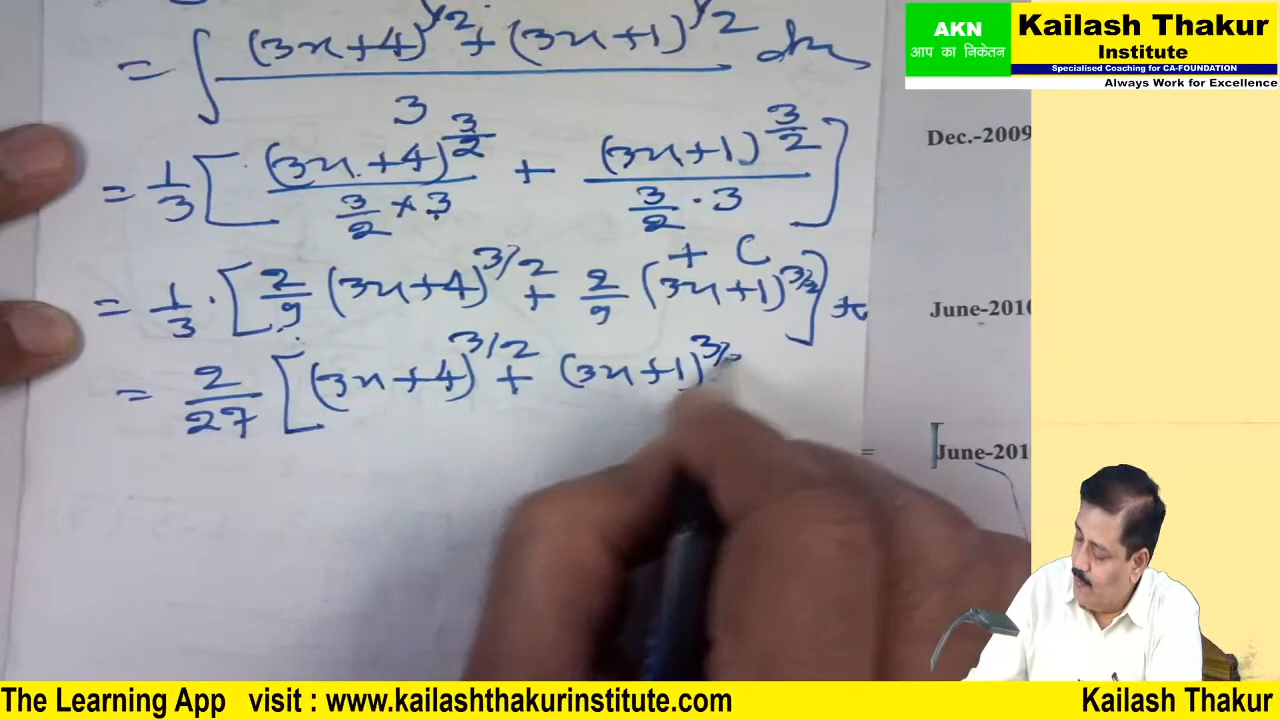 = ∫ (3x+4)^1/2 + (3x+1)^1/2 / 3 dx
= 1/3 [ (3x+4)^3/2 / (3/2 × 3) + (3x+1)^3/2 / (3/2 · 3) ]
+ C
= 1/3 · [ 2/9 (3x+4)^3/2 + 2/9 (3x+1)^3/2 ] +
= 2/27 [ (3x+4)^3/2 + (3x+1)^3/
AKN
आप का निकेतन
Kailash Thakur
Institute
Specialised Coaching for CA-FOUNDATION
Always Work for Excellence
Dec.-2009
June-2010
=
June-201
The Learning App visit : www.kailashthakurinstitute.com
Kailash Thakur